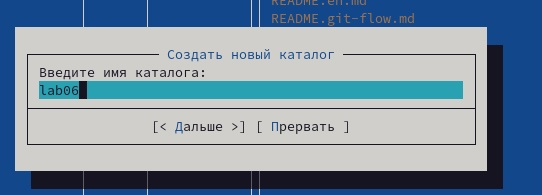 README.en.md
README.git-flow.md
Создать новый каталог
Введите имя каталога:
lab06
[< Дальше >] [ Прервать ]